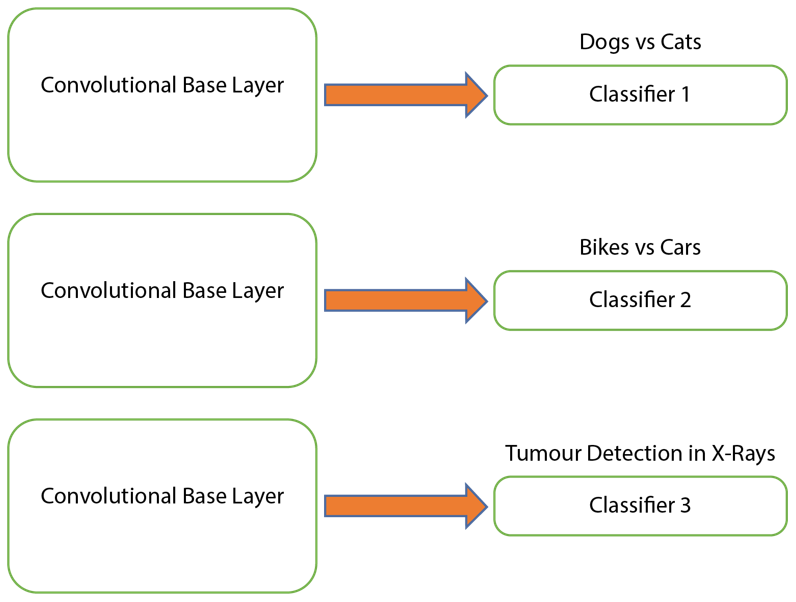 Convolutional Base Layer
Dogs vs Cats
Classifier 1
Convolutional Base Layer
Bikes vs Cars
Classifier 2
Convolutional Base Layer
Tumour Detection in X-Rays
Classifier 3